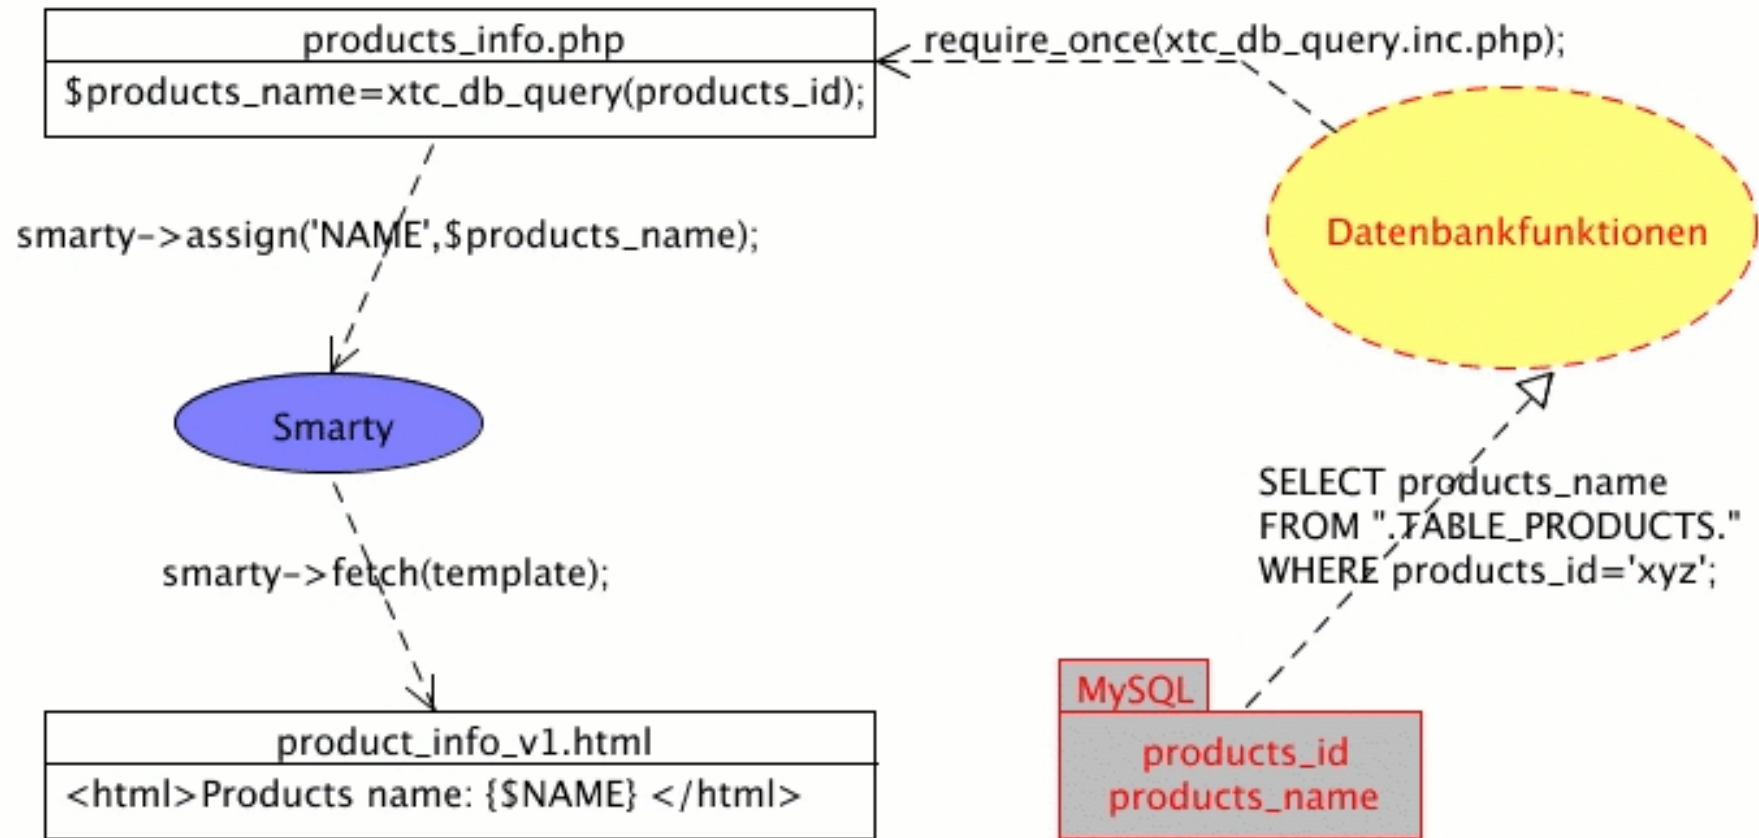 products_info.php
$products_name=xtc_db_query(products_id);
require_once(xtc_db_query.inc.php);
Datenbankfunktionen
smarty->assign('NAME',$products_name);
Smarty
smarty->fetch(template);
SELECT products_name
FROM ".TABLE_PRODUCTS."
WHERE products_id='xyz';
MySQL
products_id
products_name
product_info_v1.html
<html>Products name: {$NAME} </html>